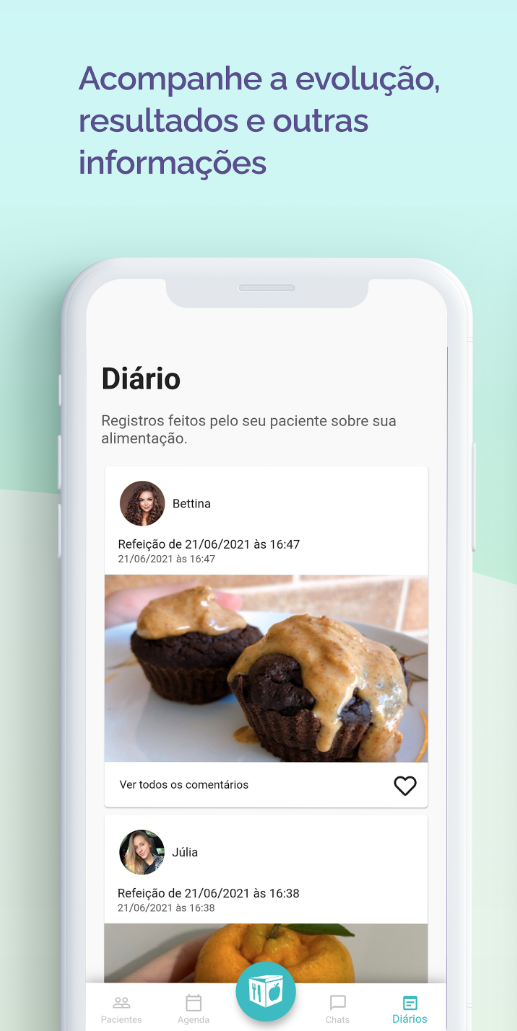 Acompanhe a evolução,
resultados e outras
informações
Diário
Registros feitos pelo seu paciente sobre sua
alimentação.
Bettina
Refeição de 21/06/2021 às 16:47
21/06/2021 às 16:47
Ver todos os comentários
Júlia
Refeição de 21/06/2021 às 16:38
21/06/2021 às 16:38
Pacientes
Agenda
Chats
Diários